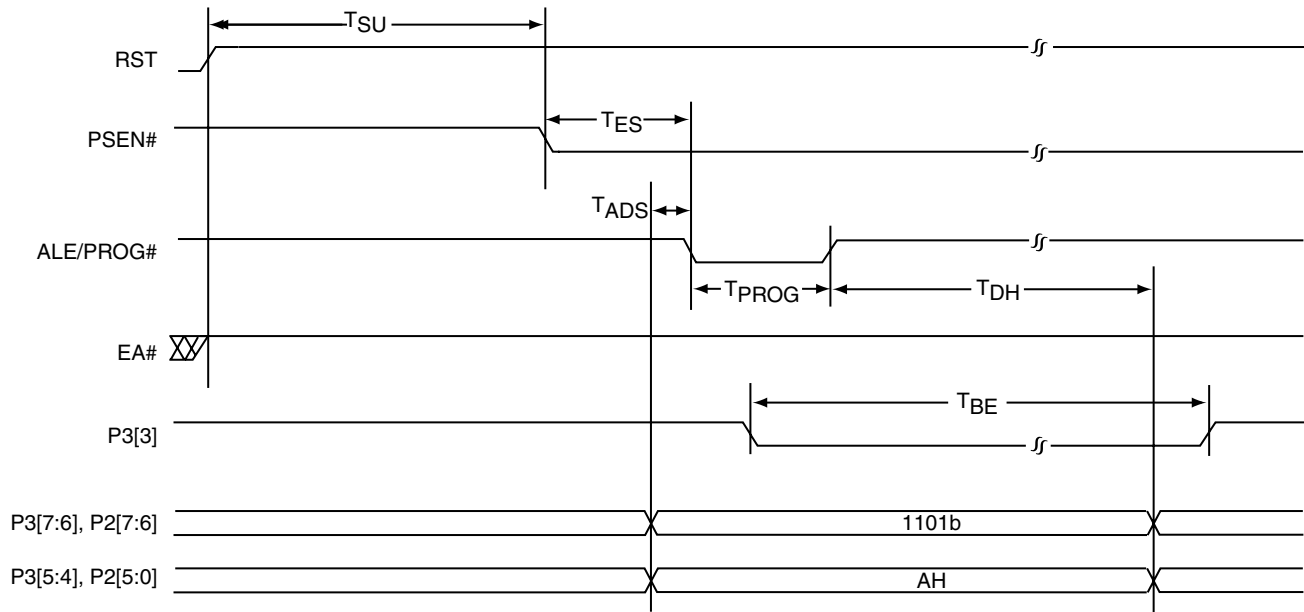 TSU
RST
TES
PSEN#
TADS
ALE/PROG#
TPROG
TDH
EA#
TBE
P3[3]
P3[7:6], P2[7:6]
1101b
P3[5:4], P2[5:0]
AH